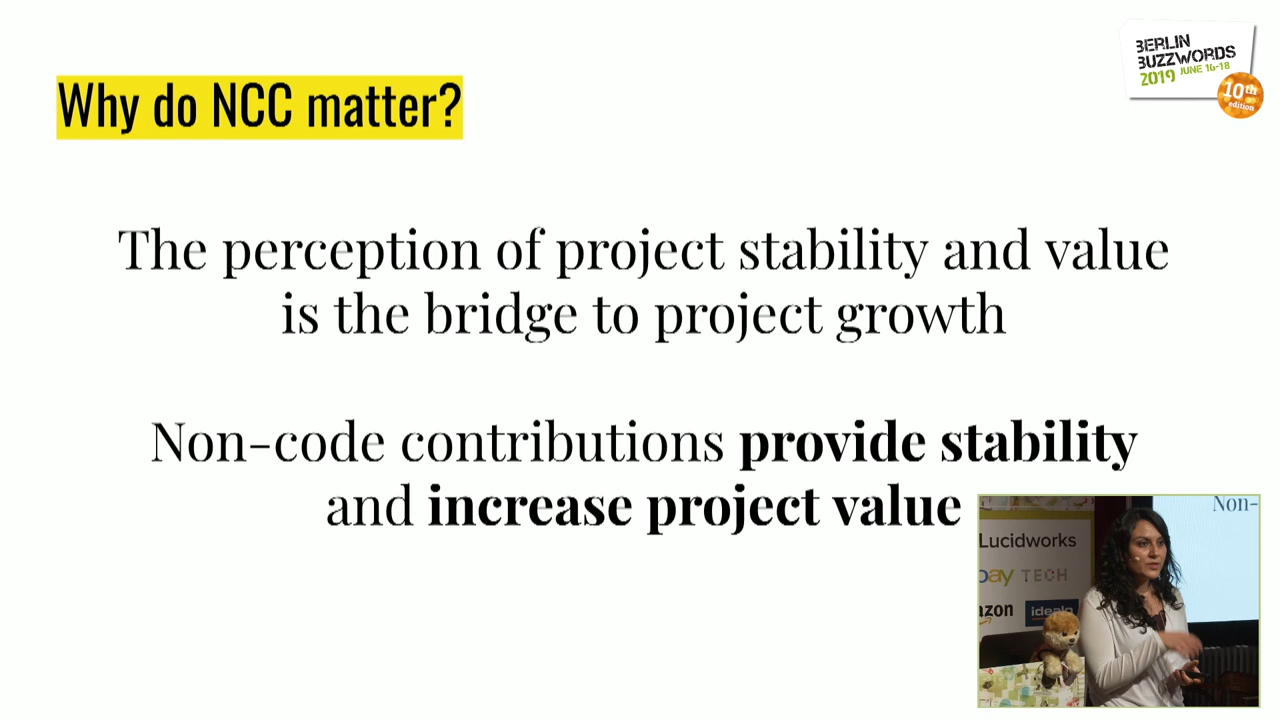 BERLIN
BUZZWORDS
2019 JUNE 16-18
10th
edition
Why do NCC matter?
The perception of project stability and value
is the bridge to project growth
Non-code contributions provide stability
and increase project value
Non-
Lucidworks
bay TECH
azon
idealo